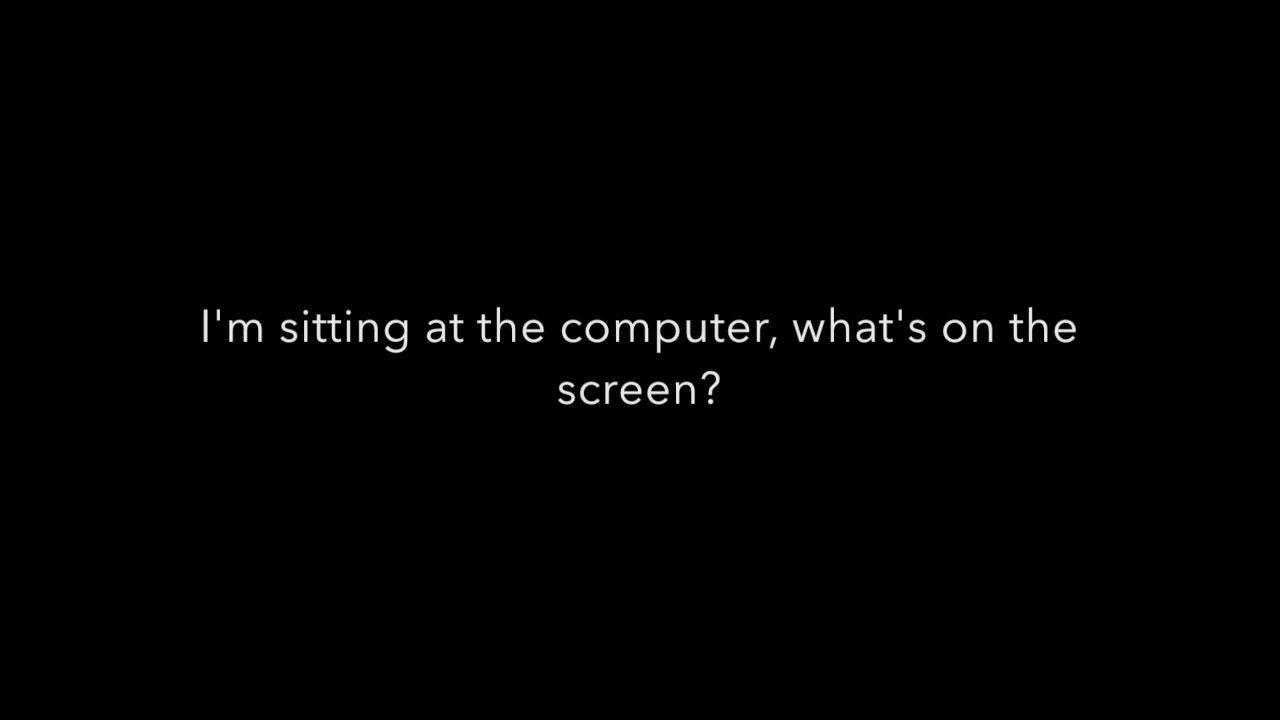 I'm sitting at the computer, what's on the
screen?